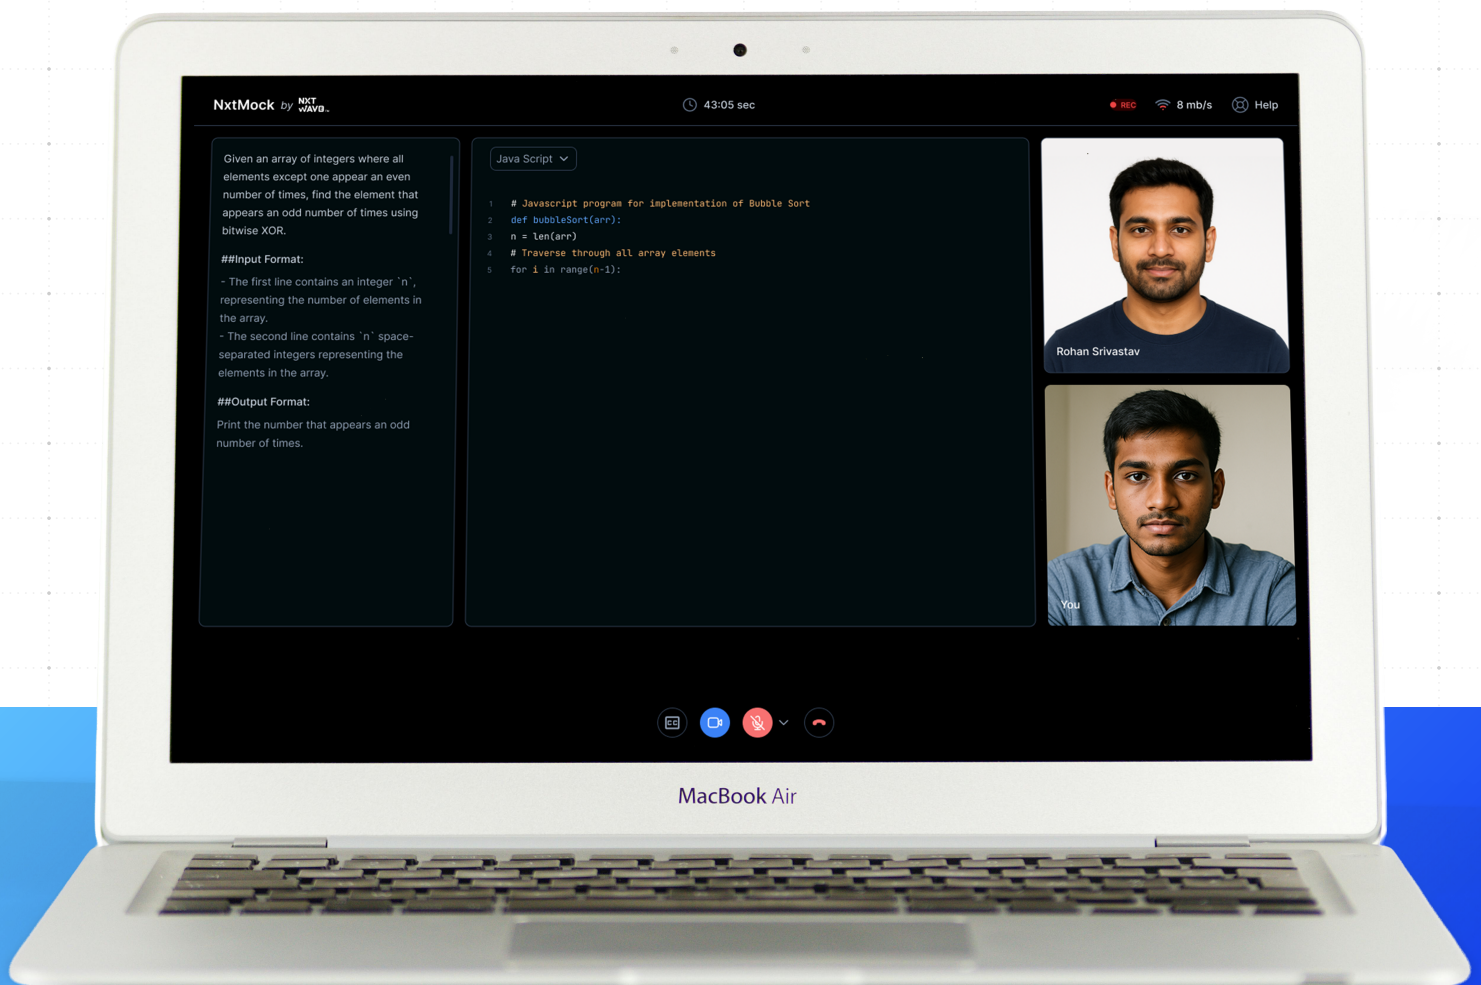 NxtMock by NXT WAVE
43:05 sec
REC
8 mb/s
Help
Given an array of integers where all
elements except one appear an even
number of times, find the element that
appears an odd number of times using
bitwise XOR.
##Input Format:
- The first line contains an integer `n`,
representing the number of elements in
the array.
- The second line contains `n` space-
separated integers representing the
elements in the array.
##Output Format:
Print the number that appears an odd
number of times.
Java Script
1 # Javascript program for implementation of Bubble Sort
2 def bubbleSort(arr):
3 n = len(arr)
4 # Traverse through all array elements
5 for i in range(n-1):
Rohan Srivastav
You
CC
MacBook Air